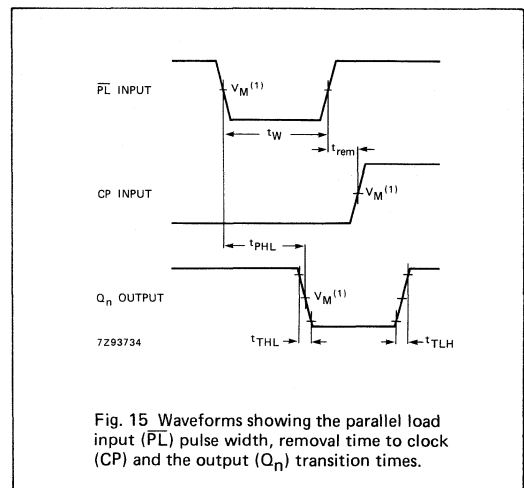 P̅L̅ INPUT
VM(1)
tW
trem
CP INPUT
VM(1)
tPHL
Qn OUTPUT
VM(1)
7Z93734
tTHL
tTLH
Fig. 15 Waveforms showing the parallel load
input (P̅L̅) pulse width, removal time to clock
(CP) and the output (Qn) transition times.